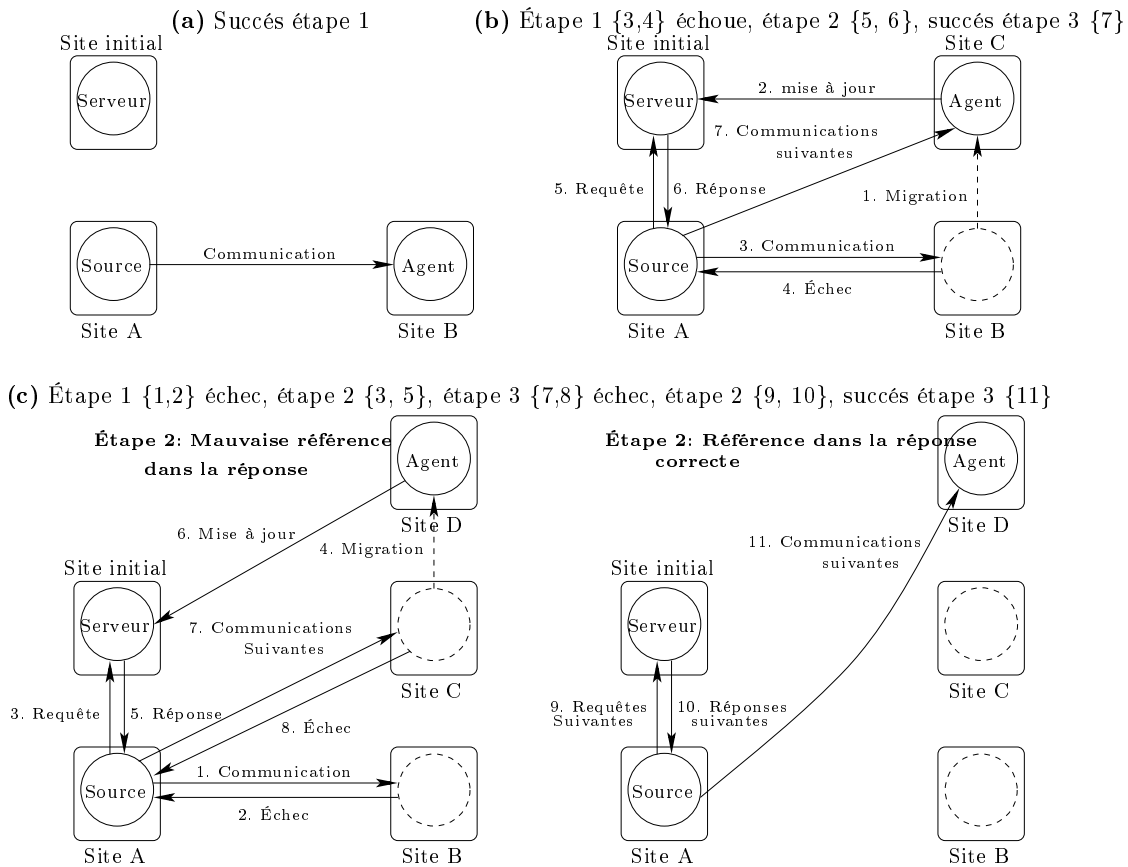 (a) Succés étape 1
Site initial
Serveur
Source
Communication
Agent
Site A
Site B
(b) Étape 1 {3,4} échoue, étape 2 {5, 6}, succés étape 3 {7}
Site initial
Site C
Serveur
2. mise à jour
Agent
7. Communications
suivantes
5. Requête
6. Réponse
1. Migration
3. Communication
Source
4. Échec
Site A
Site B
(c) Étape 1 {1,2} échec, étape 2 {3, 5}, étape 3 {7,8} échec, étape 2 {9, 10}, succés étape 3 {11}
Étape 2: Mauvaise référence
dans la réponse
Agent
Site D
6. Mise à jour
4. Migration
Site initial
Serveur
7. Communications
Suivantes
Site C
3. Requête
5. Réponse
8. Échec
1. Communication
Source
2. Échec
Site A
Site B
Étape 2: Référence dans la réponse
correcte
Agent
Site D
11. Communications
suivantes
Site initial
Serveur
Site C
9. Requêtes
Suivantes
10. Réponses
suivantes
Source
Site A
Site B